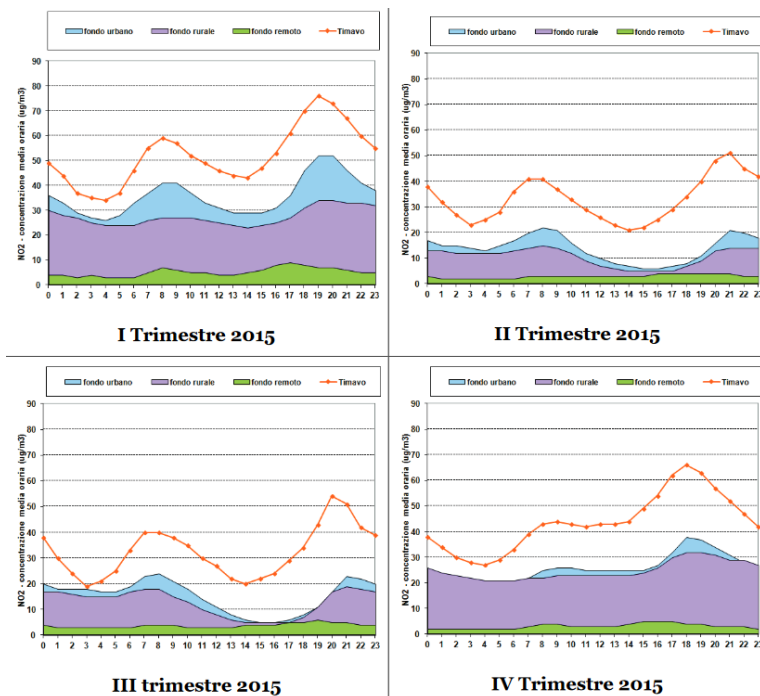 fondo urbano fondo rurale fondo remoto Timavo
NO2 - concentrazione media oraria (ug/m3)
90
80
70
60
50
40
30
20
10
0
0 1 2 3 4 5 6 7 8 9 10 11 12 13 14 15 16 17 18 19 20 21 22 23
I Trimestre 2015
fondo urbano fondo rurale fondo remoto Timavo
NO2 - concentrazione media oraria (ug/m3)
90
80
70
60
50
40
30
20
10
0
0 1 2 3 4 5 6 7 8 9 10 11 12 13 14 15 16 17 18 19 20 21 22 23
II Trimestre 2015
fondo urbano fondo rurale fondo remoto Timavo
NO2 - concentrazione media oraria (ug/m3)
90
80
70
60
50
40
30
20
10
0
0 1 2 3 4 5 6 7 8 9 10 11 12 13 14 15 16 17 18 19 20 21 22 23
III trimestre 2015
fondo urbano fondo rurale fondo remoto Timavo
NO2 - concentrazione media oraria (ug/m3)
90
80
70
60
50
40
30
20
10
0
0 1 2 3 4 5 6 7 8 9 10 11 12 13 14 15 16 17 18 19 20 21 22 23
IV Trimestre 2015